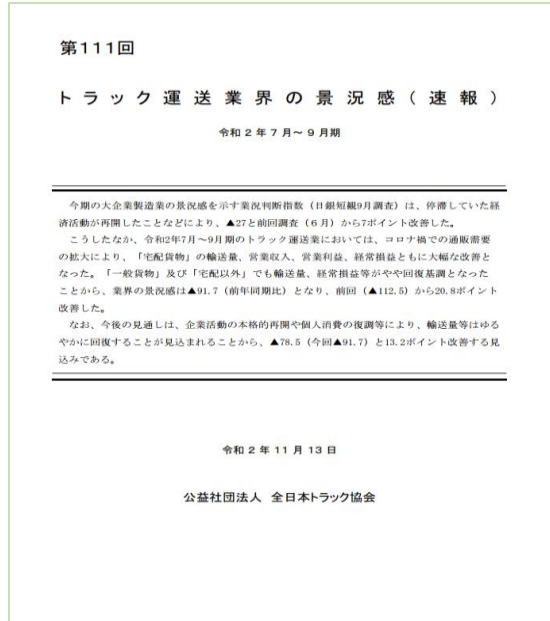 第111回
トラック運送業界の景況感(速報)
令和2年7月~9月期
今期の大企業製造業の景況感を示す業況判断指数(日銀短観9月調査)は、停滞していた経
済活動が再開したことなどにより、▲27と前回調査(6月)から7ポイント改善した。
こうしたなか、令和2年7月~9月期のトラック運送業においては、コロナ禍での通販需要
の拡大により、「宅配貨物」の輸送量、営業収入、営業利益、経常損益ともに大幅な改善と
なった。「一般貨物」及び「宅配以外」でも輸送量、経常損益等がやや回復基調となった
ことから、業界の景況感は▲91.7(前年同期比)となり、前回(▲112.5)から20.8ポイント
改善した。
なお、今後の見通しは、企業活動の本格的再開や個人消費の復調等により、輸送量等はゆる
やかに回復することが見込まれることから、▲78.5(今回▲91.7)と13.2ポイント改善する見
込みである。
令和2年11月13日
公益社団法人 全日本トラック協会